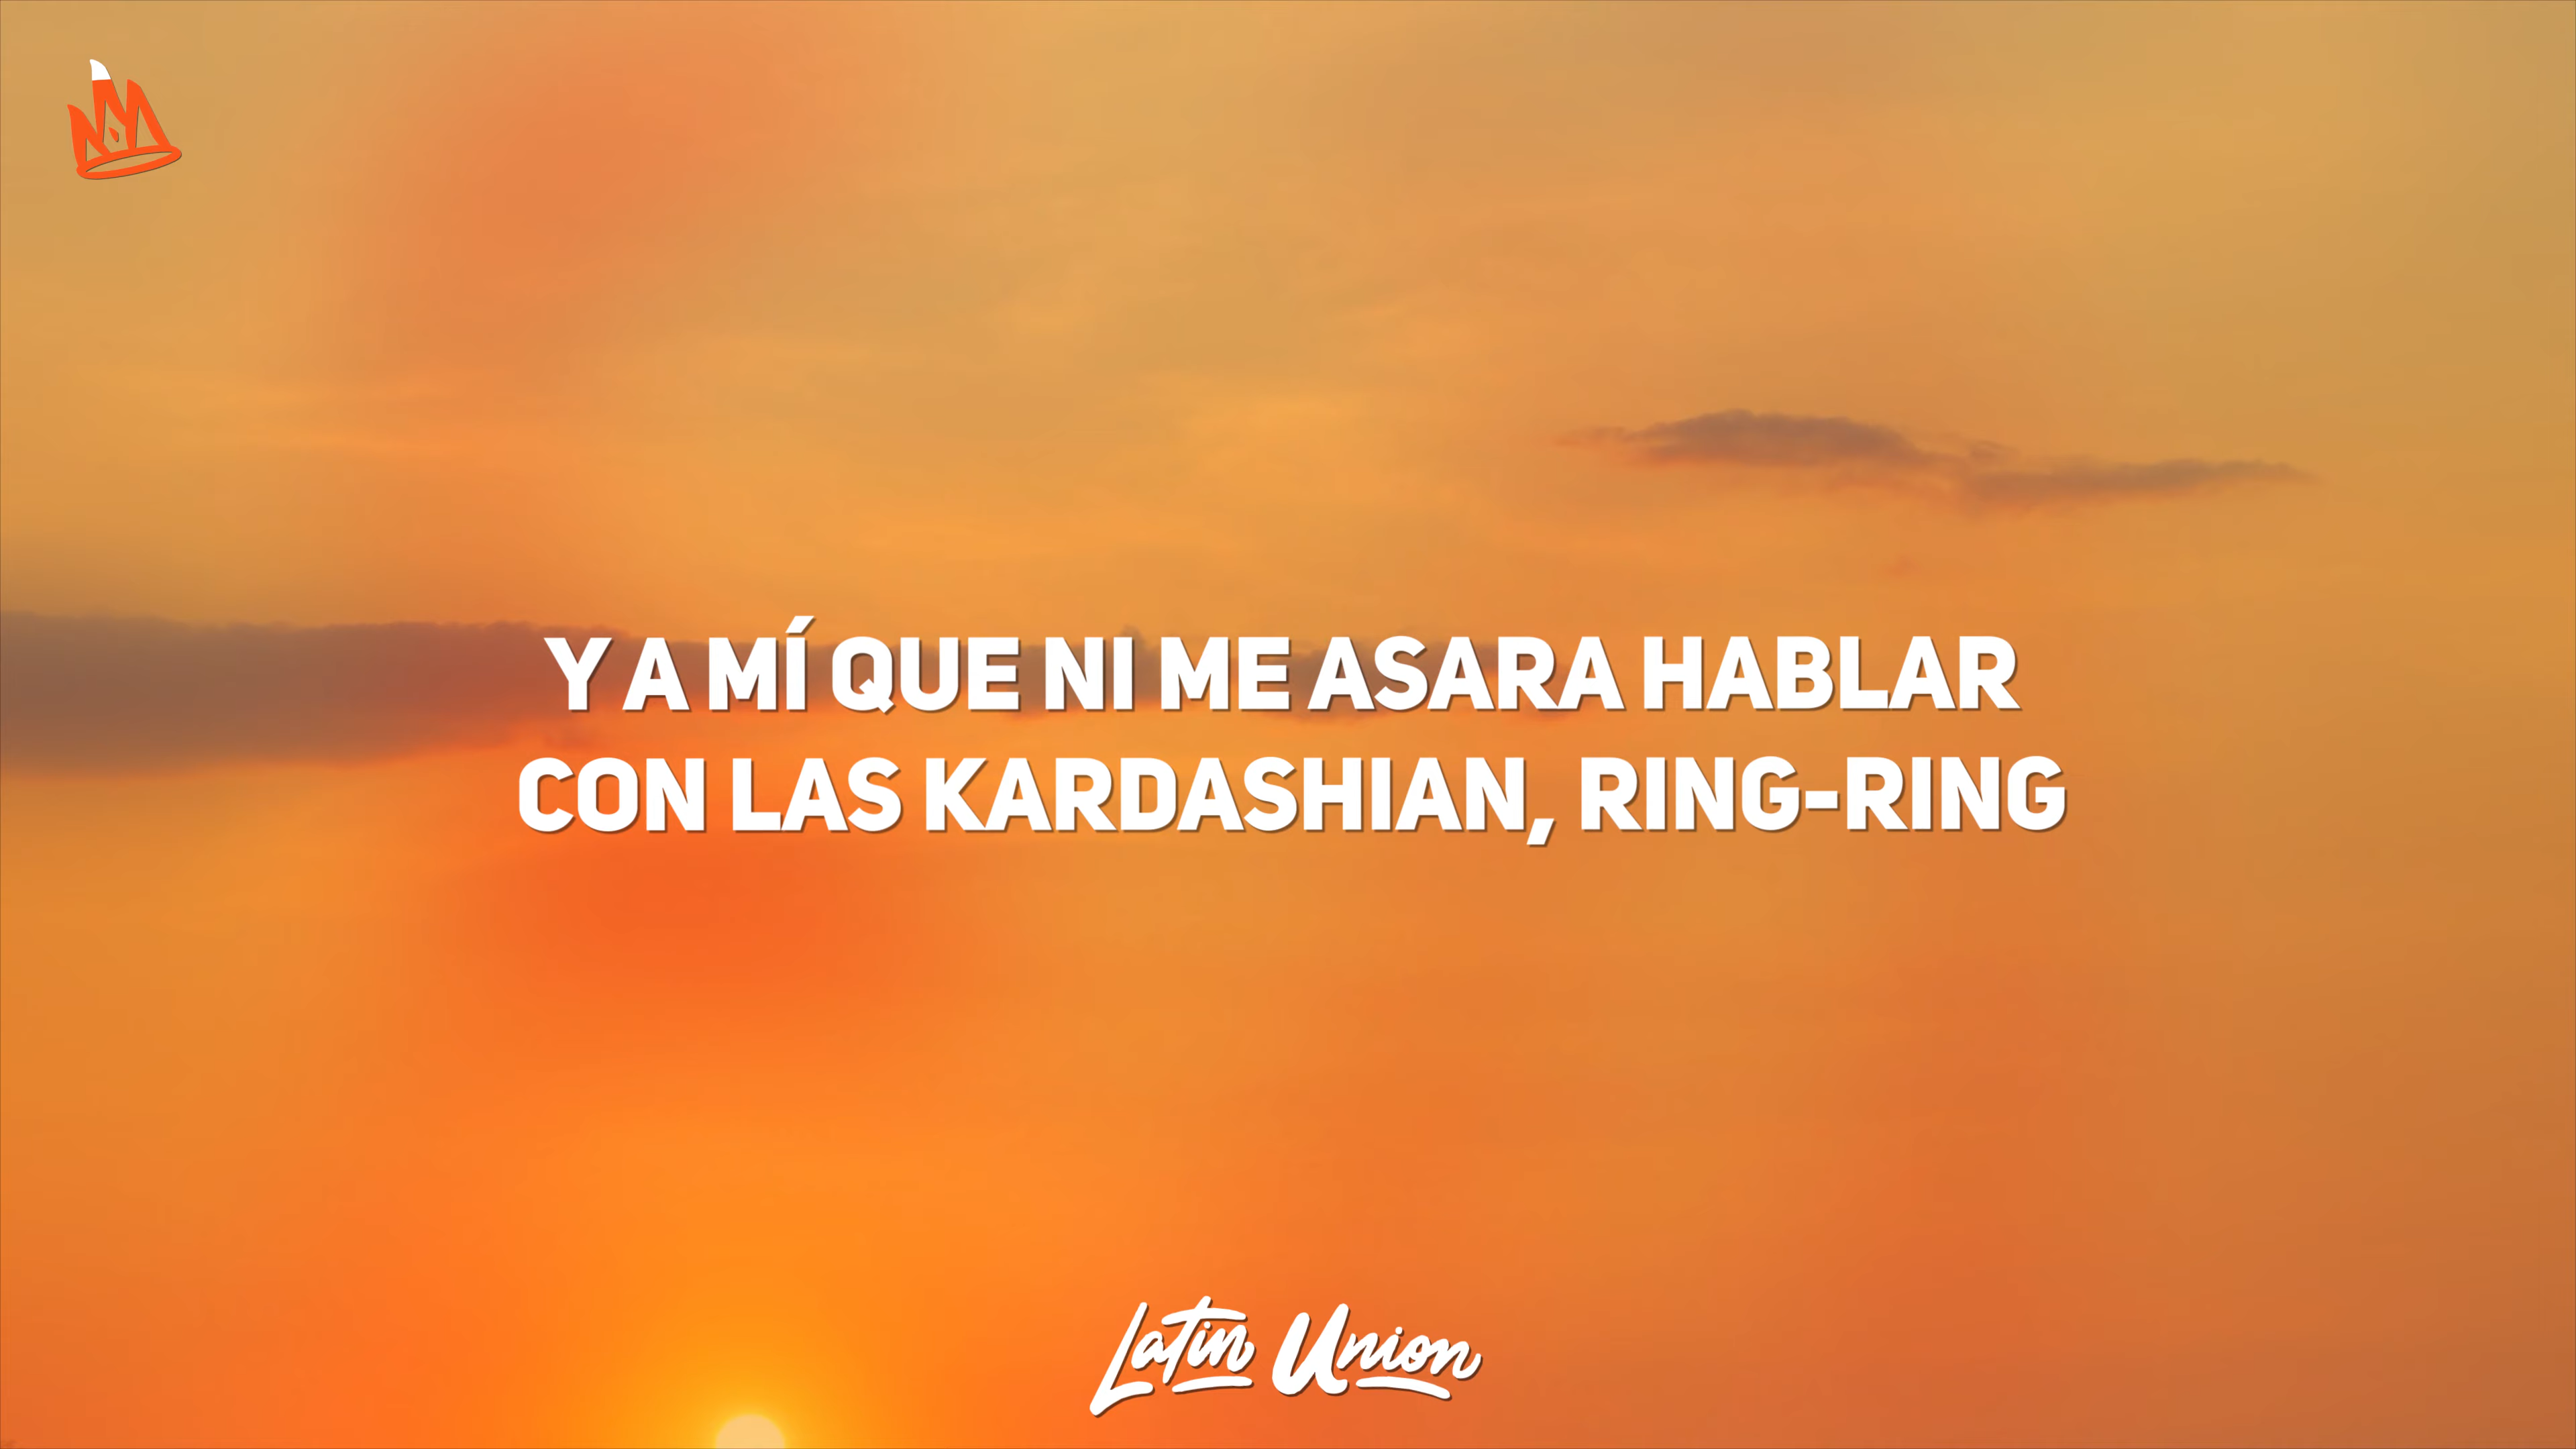 Y A MÍ QUE NI ME ASARA HABLAR
CON LAS KARDASHIAN, RING-RING
Latin Union